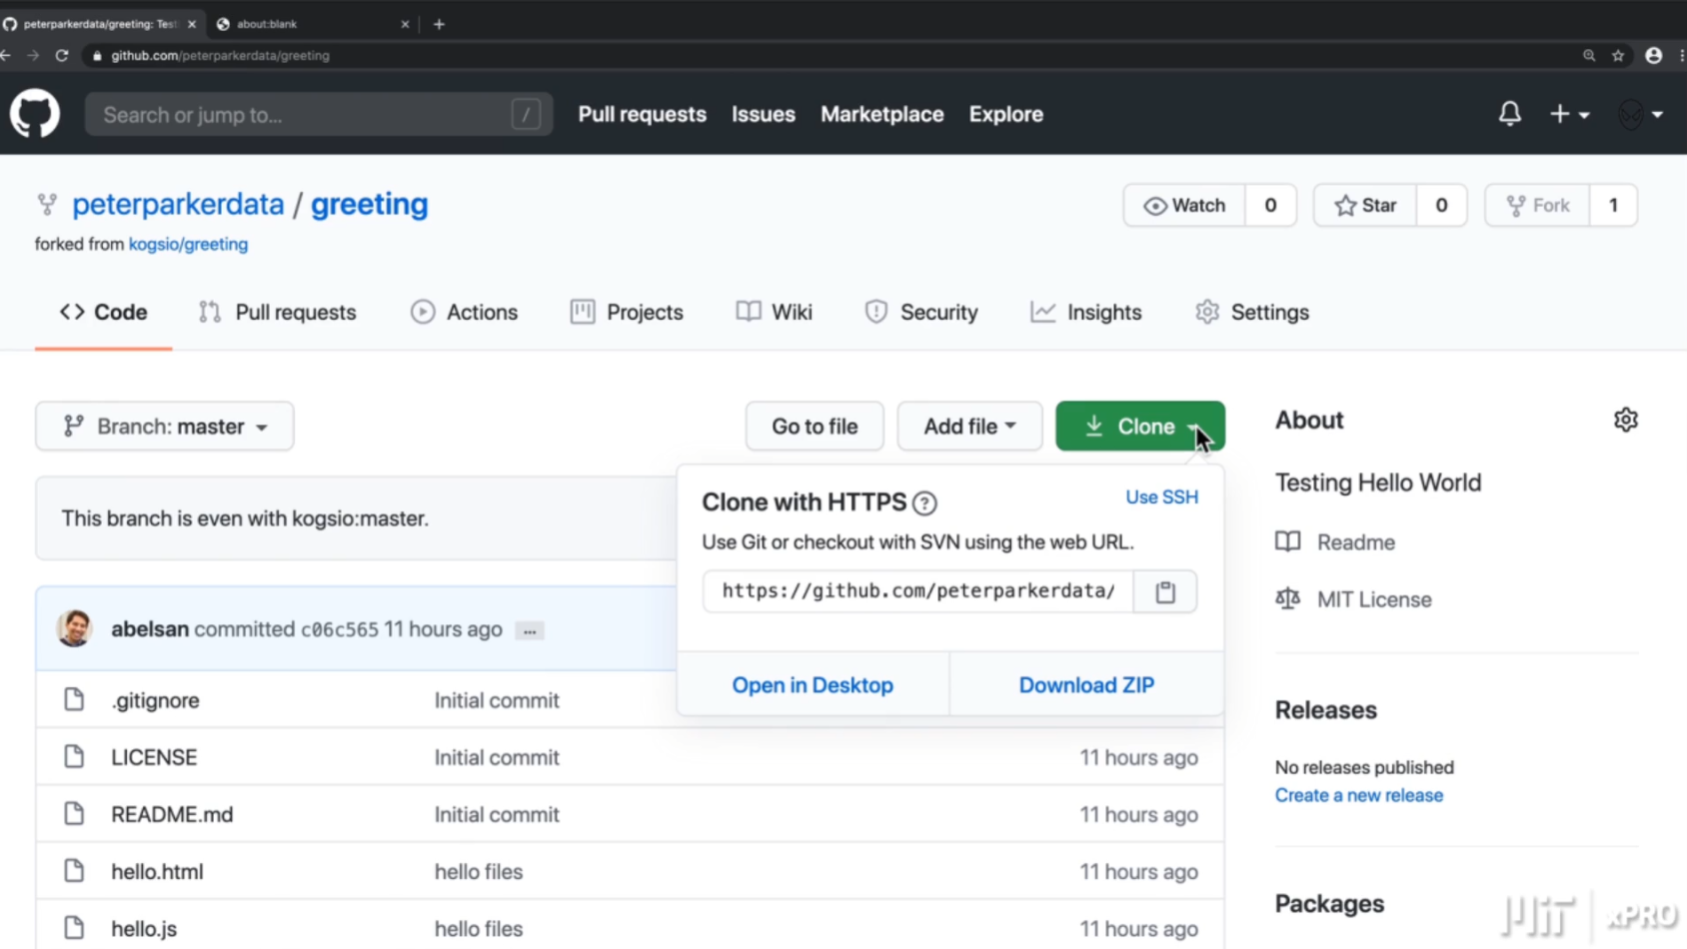 peterparkerdata/greeting: Test
about:blank
github.com/peterparkerdata/greeting
Search or jump to...
/
Pull requests
Issues
Marketplace
Explore
peterparkerdata / greeting
Watch 0
Star 0
Fork 1
forked from kogsio/greeting
Code
Pull requests
Actions
Projects
Wiki
Security
Insights
Settings
Branch: master
Go to file
Add file
Clone
About
Clone with HTTPS
Use SSH
Testing Hello World
This branch is even with kogsio:master.
Use Git or checkout with SVN using the web URL.
Readme
https://github.com/peterparkerdata/
MIT License
abelsan committed c06c565 11 hours ago ...
Open in Desktop
Download ZIP
.gitignore Initial commit
Releases
LICENSE Initial commit 11 hours ago
No releases published
Create a new release
README.md Initial commit 11 hours ago
hello.html hello files 11 hours ago
Packages
hello.js hello files 11 hours ago
MIT xPRO